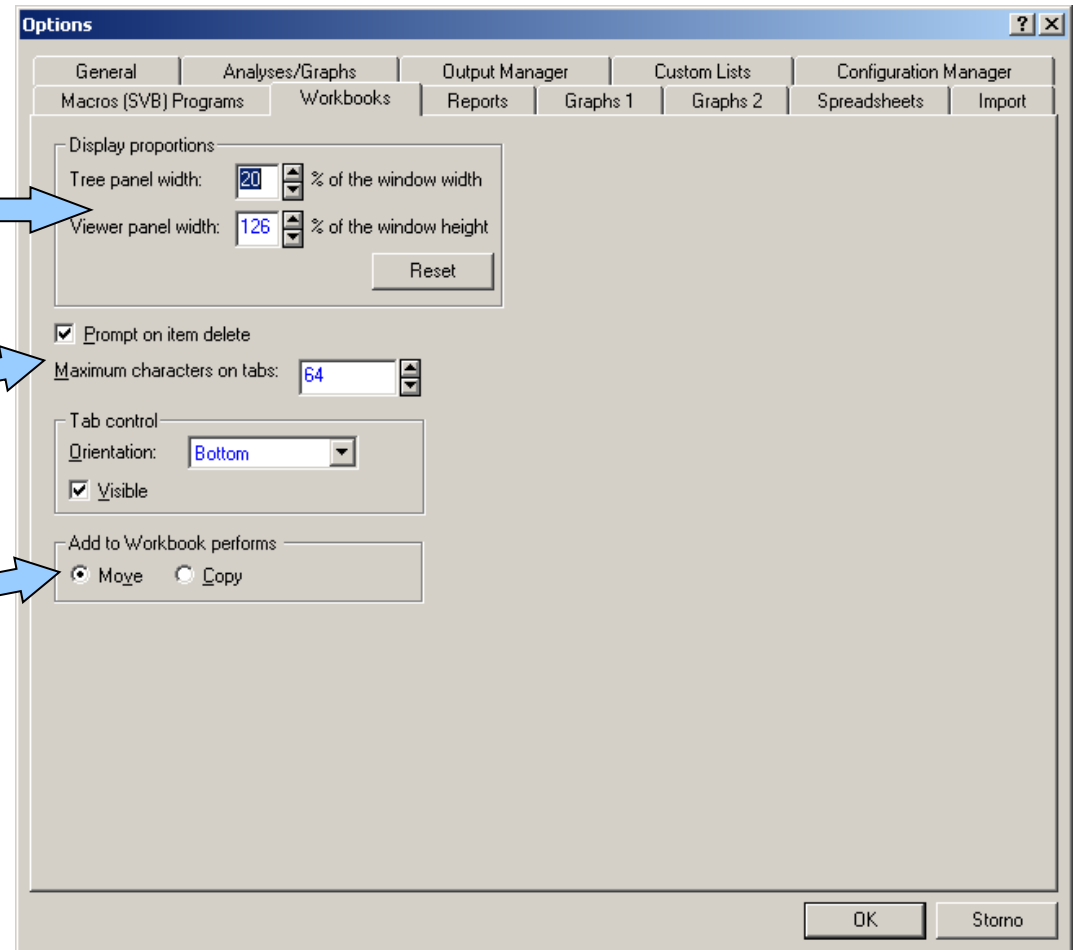 Options
General Analyses/Graphs Output Manager Custom Lists Configuration Manager
Macros (SVB) Programs Workbooks Reports Graphs 1 Graphs 2 Spreadsheets Import
Display proportions
Tree panel width: 20 % of the window width
Viewer panel width: 126 % of the window height
Reset
Prompt on item delete
Maximum characters on tabs: 64
Tab control
Orientation: Bottom
Visible
Add to Workbook performs
Move Copy
OK Storno